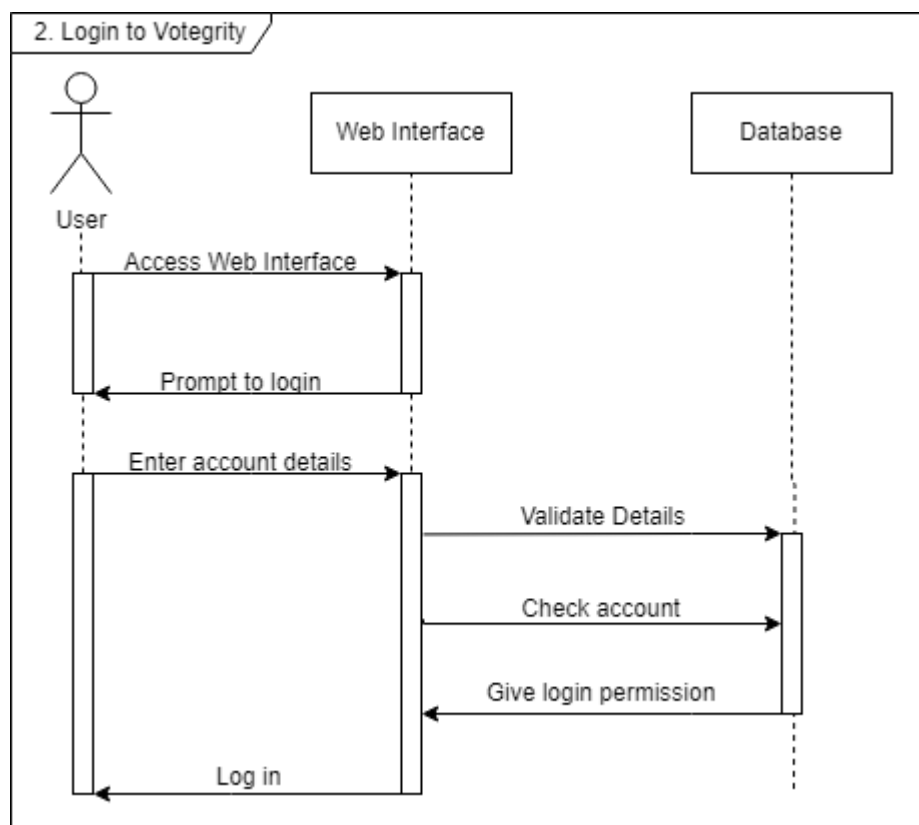 2. Login to Votegrity
Web Interface
Database
User
Access Web Interface
Prompt to login
Enter account details
Validate Details
Check account
Give login permission
Log in